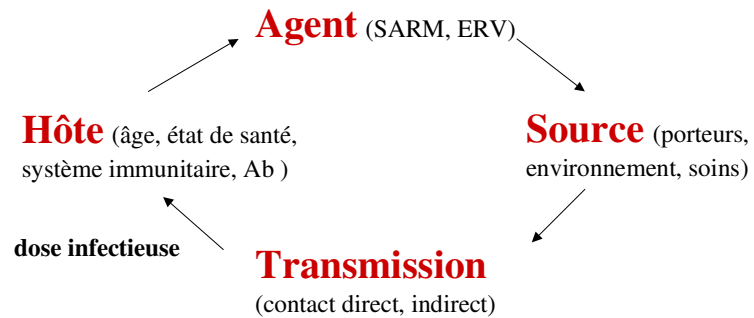 Agent (SARM, ERV)
Hôte (âge, état de santé,
système immunitaire, Ab )
Source (porteurs,
environnement, soins)
dose infectieuse
Transmission
(contact direct, indirect)